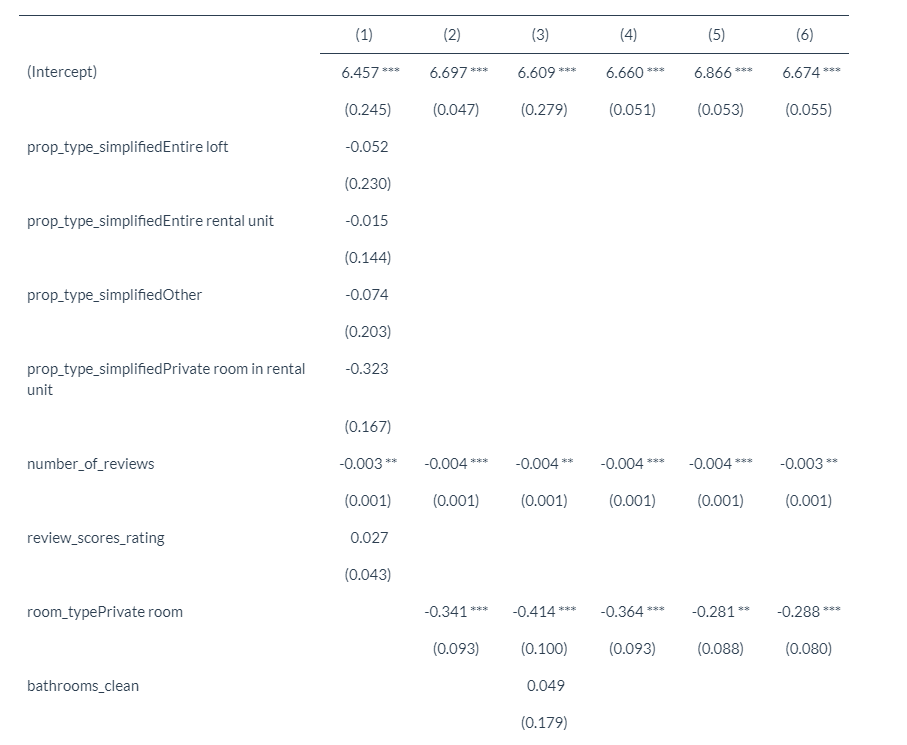 (1) (2) (3) (4) (5) (6)
(Intercept) 6.457 *** 6.697 *** 6.609 *** 6.660 *** 6.866 *** 6.674 ***
(0.245) (0.047) (0.279) (0.051) (0.053) (0.055)
prop_type_simplifiedEntire loft -0.052
(0.230)
prop_type_simplifiedEntire rental unit -0.015
(0.144)
prop_type_simplifiedOther -0.074
(0.203)
prop_type_simplifiedPrivate room in rental -0.323
unit
(0.167)
number_of_reviews -0.003 ** -0.004 *** -0.004 ** -0.004 *** -0.004 *** -0.003 **
(0.001) (0.001) (0.001) (0.001) (0.001) (0.001)
review_scores_rating 0.027
(0.043)
room_typePrivate room -0.341 *** -0.414 *** -0.364 *** -0.281 ** -0.288 ***
(0.093) (0.100) (0.093) (0.088) (0.080)
bathrooms_clean 0.049
(0.179)